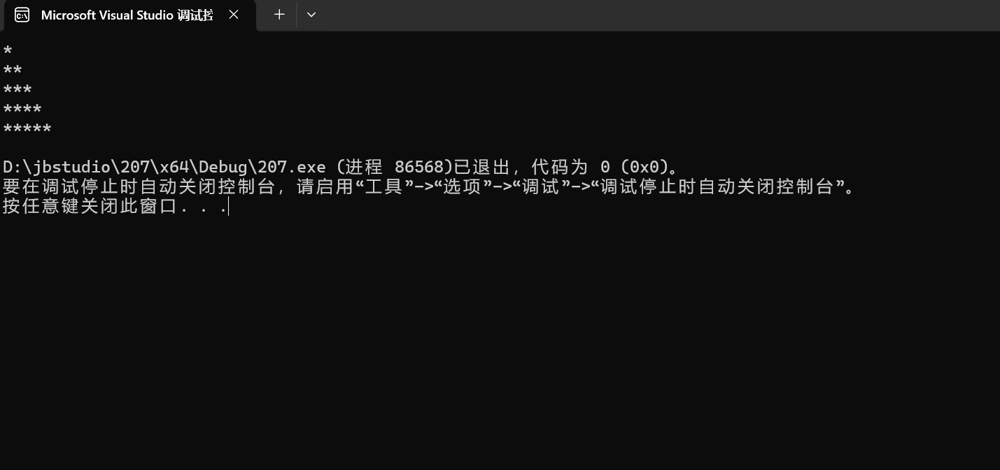 Microsoft Visual Studio 调试控
*
**
***
****
*****
D:\jbstudio\207\x64\Debug\207.exe (进程 86568)已退出，代码为 0 (0x0)。
要在调试停止时自动关闭控制台，请启用“工具”->“选项”->“调试”->“调试停止时自动关闭控制台”。
按任意键关闭此窗口. . .